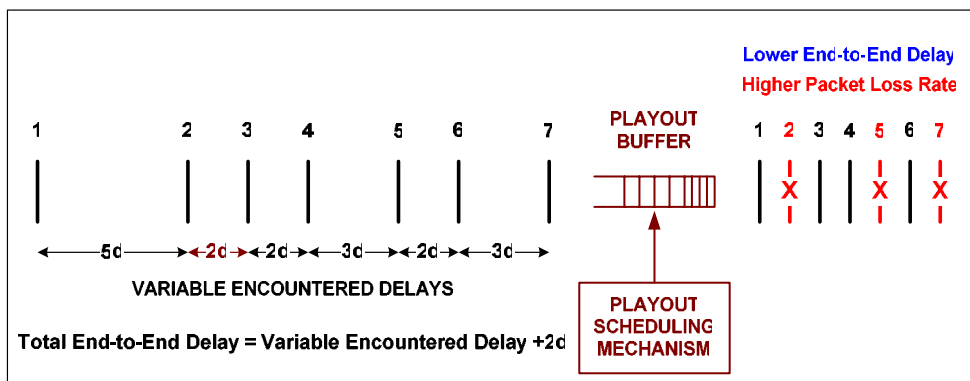 Lower End-to-End Delay
Higher Packet Loss Rate
1 2 3 4 5 6 7
PLAYOUT
BUFFER
1 2 3 4 5 6 7
X X X
5d 2d 2d 3d 2d 3d
VARIABLE ENCOUNTERED DELAYS
Total End-to-End Delay = Variable Encountered Delay +2d
PLAYOUT
SCHEDULING
MECHANISM